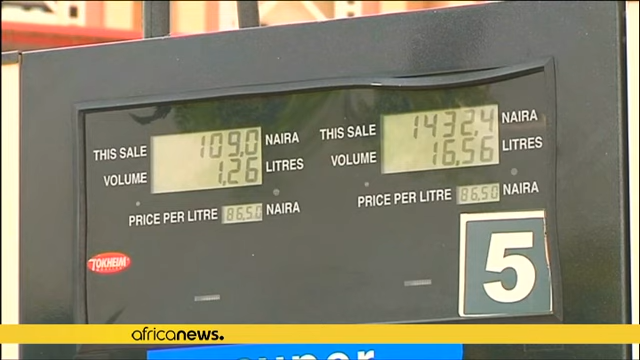 THIS SALE 109,0 NAIRA
VOLUME 1,26 LITRES
PRICE PER LITRE 86,50 NAIRA
THIS SALE 1432,4 NAIRA
VOLUME 16,56 LITRES
PRICE PER LITRE 86,50 NAIRA
TOKHEIM
5
africanews.
super